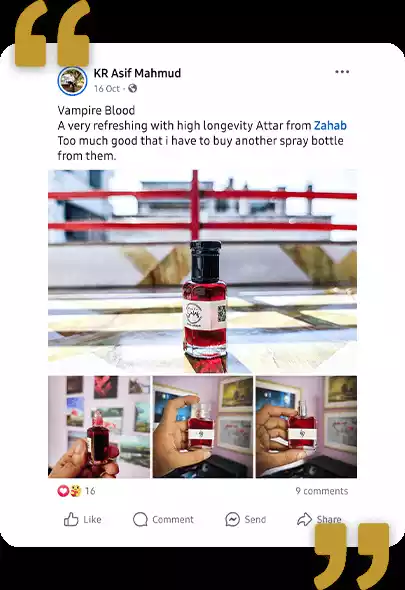 KR Asif Mahmud
16 Oct ·
Vampire Blood
A very refreshing with high longevity Attar from Zahab
Too much good that i have to buy another spray bottle
from them.
16
9 comments
Like
Comment
Send
Share